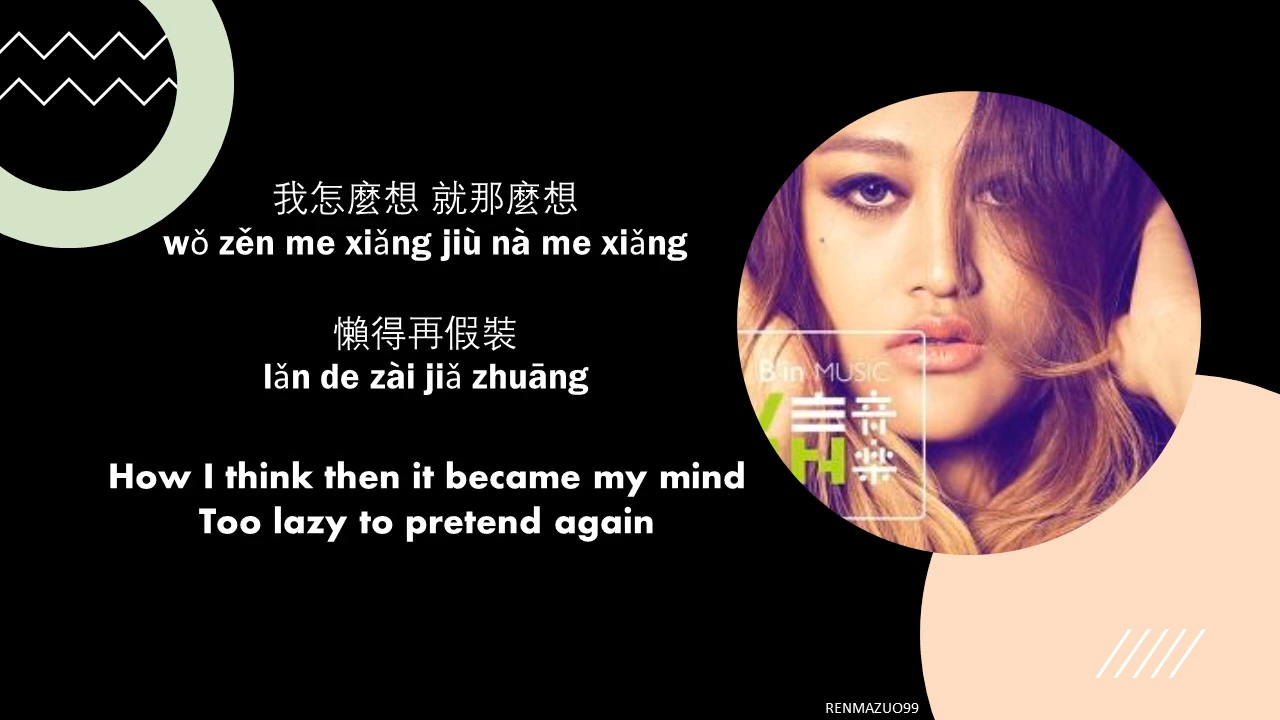 我怎麼想 就那麼想
wǒ zěn me xiǎng jiù nà me xiǎng
懶得再假裝
lǎn de zài jiǎ zhuāng
How I think then it became my mind
Too lazy to pretend again
B'in MUSIC
音
樂
RENMAZUO99